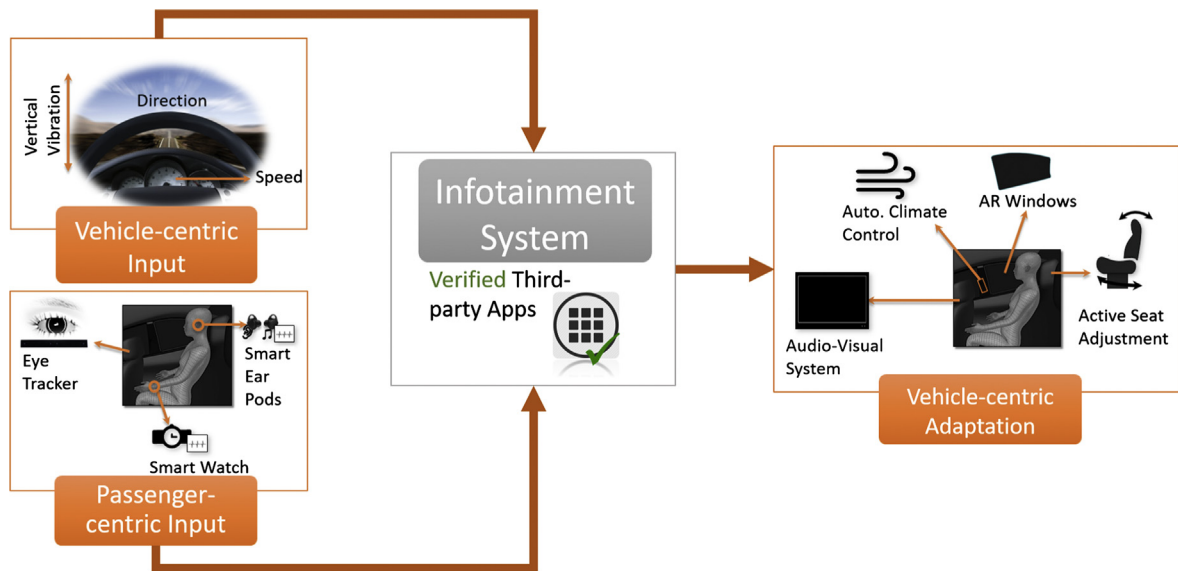 Vertical
Vibration
Direction
Speed
Vehicle-centric
Input
Eye
Tracker
Smart
Ear
Pods
Smart Watch
Passenger-
centric Input
Infotainment
System
Verified Third-
party Apps
Auto. Climate
Control
AR Windows
Audio-Visual
System
Active Seat
Adjustment
Vehicle-centric
Adaptation